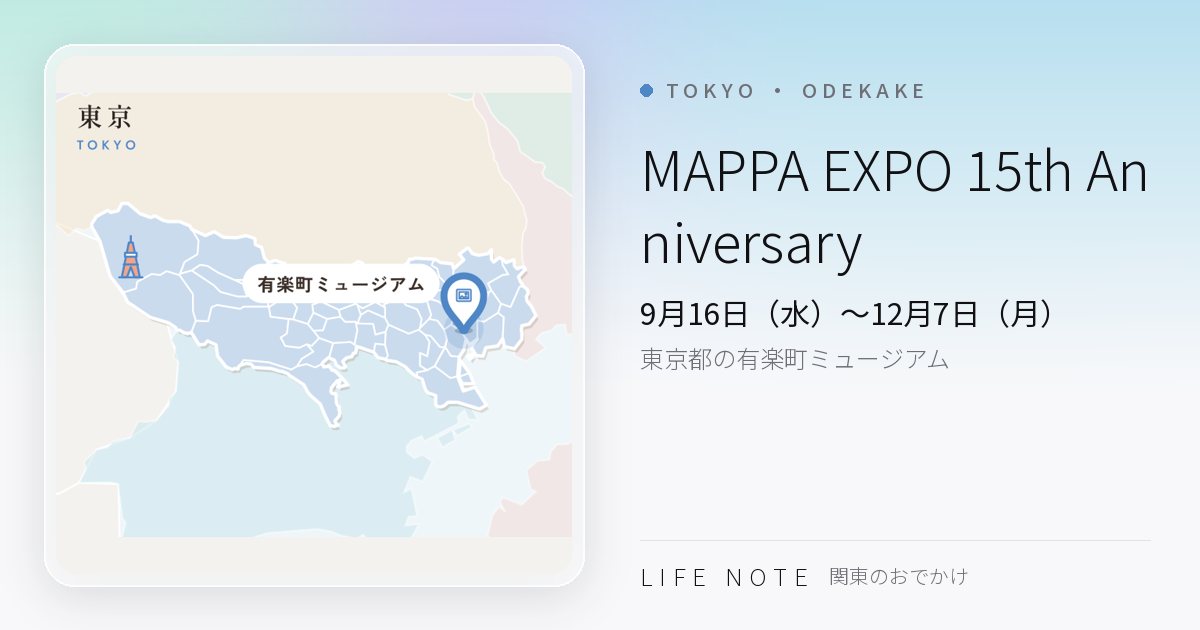 東京
TOKYO
有楽町ミュージアム
TOKYO • ODEKAKE
MAPPA EXPO 15th An
niversary
9月16日（水）〜12月7日（月）
東京都の有楽町ミュージアム
LIFE NOTE 関東のおでかけ